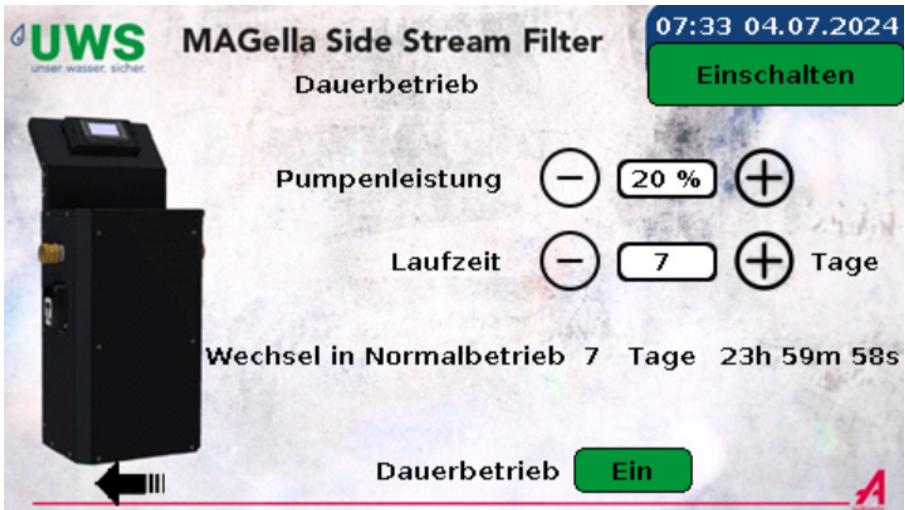 UWS
unser wasser. sicher.
MAGella Side Stream Filter
07:33 04.07.2024
Dauerbetrieb
Einschalten
Pumpenleistung
20 %
Laufzeit
7
Tage
Wechsel in Normalbetrieb 7 Tage 23h 59m 58s
Dauerbetrieb
Ein